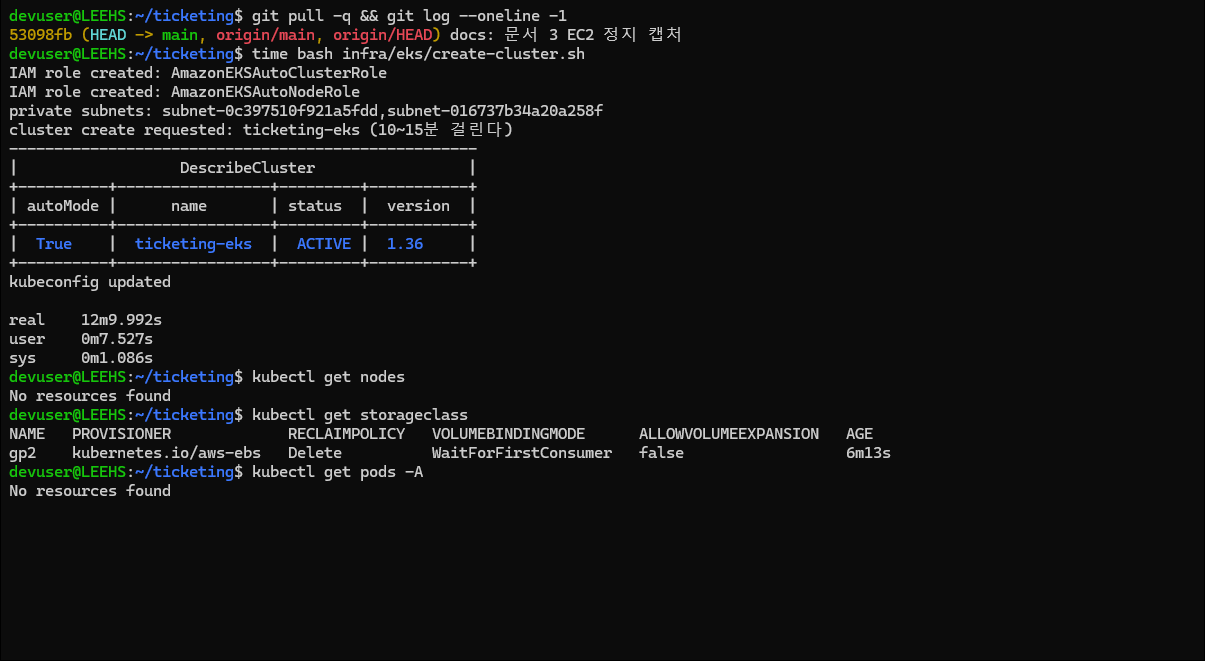 devuser@LEEHS:~/ticketing$ git pull -q && git log --oneline -1
53098fb (HEAD -> main, origin/main, origin/HEAD) docs: 문서 3 EC2 정지 캡처
devuser@LEEHS:~/ticketing$ time bash infra/eks/create-cluster.sh
IAM role created: AmazonEKSAutoClusterRole
IAM role created: AmazonEKSAutoNodeRole
private subnets: subnet-0c397510f921a5fdd,subnet-016737b34a20a258f
cluster create requested: ticketing-eks (10~15분 걸린다)
----------------------------------------------------
|                  DescribeCluster                 |
+----------+-----------------+---------+-----------+
| autoMode |      name       | status  |  version  |
+----------+-----------------+---------+-----------+
|  True    |  ticketing-eks  |  ACTIVE |  1.36     |
+----------+-----------------+---------+-----------+
kubeconfig updated
real    12m9.992s
user    0m7.527s
sys     0m1.086s
devuser@LEEHS:~/ticketing$ kubectl get nodes
No resources found
devuser@LEEHS:~/ticketing$ kubectl get storageclass
NAME   PROVISIONER             RECLAIMPOLICY   VOLUMEBINDINGMODE      ALLOWVOLUMEEXPANSION   AGE
gp2    kubernetes.io/aws-ebs   Delete          WaitForFirstConsumer   false                  6m13s
devuser@LEEHS:~/ticketing$ kubectl get pods -A
No resources found